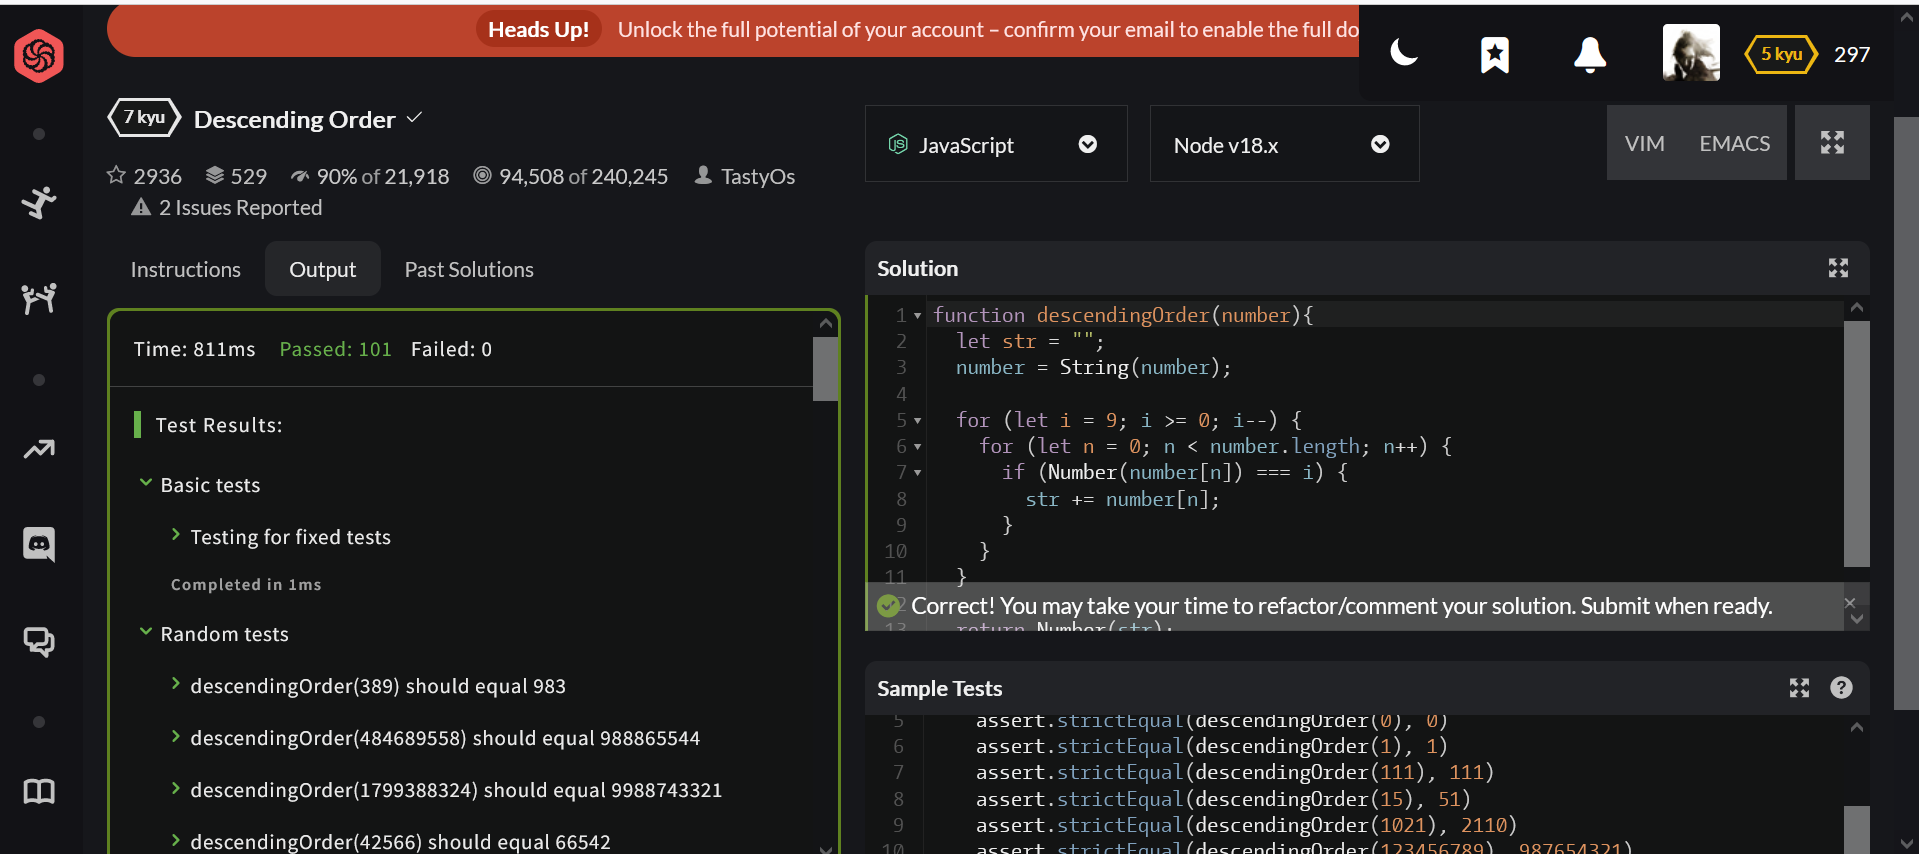 Heads Up! Unlock the full potential of your account – confirm your email to enable the full do
5 kyu 297
7 kyu Descending Order
2936 529 90% of 21,918 94,508 of 240,245 TastyOs
2 Issues Reported
JavaScript
Node v18.x
VIM EMACS
Instructions Output Past Solutions
Time: 811ms Passed: 101 Failed: 0
Test Results:
Basic tests
Testing for fixed tests
Completed in 1ms
Random tests
descendingOrder(389) should equal 983
descendingOrder(484689558) should equal 988865544
descendingOrder(1799388324) should equal 9988743321
descendingOrder(42566) should equal 66542
Solution
1 function descendingOrder(number){
2 let str = "";
3 number = String(number);
4
5 for (let i = 9; i >= 0; i--) {
6 for (let n = 0; n < number.length; n++) {
7 if (Number(number[n]) === i) {
8 str += number[n];
9 }
10 }
11 }
Correct! You may take your time to refactor/comment your solution. Submit when ready.
13 return Number(str);
Sample Tests
5 assert.strictEqual(descendingOrder(0), 0)
6 assert.strictEqual(descendingOrder(1), 1)
7 assert.strictEqual(descendingOrder(111), 111)
8 assert.strictEqual(descendingOrder(15), 51)
9 assert.strictEqual(descendingOrder(1021), 2110)
10 assert.strictEqual(descendingOrder(123456789), 987654321)